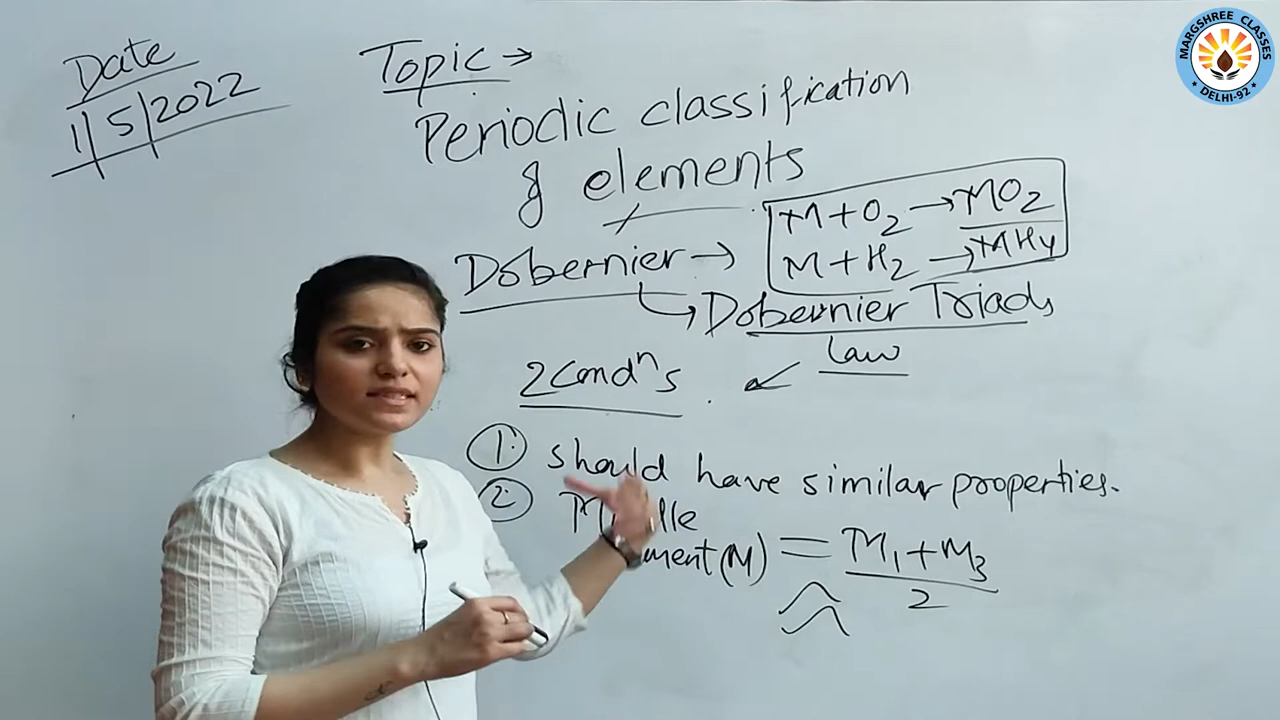 Date
1/5/2022
Topic →
Periodic classification
of elements
M+O₂ → MO₂
M+H₂ → MH₄
Dobernier →
Dobernier Triads
law
2 Condⁿs
① should have similar properties.
② 
(M) = M₁+M₃
2
MARGSHREE CLASSES
DELHI-92